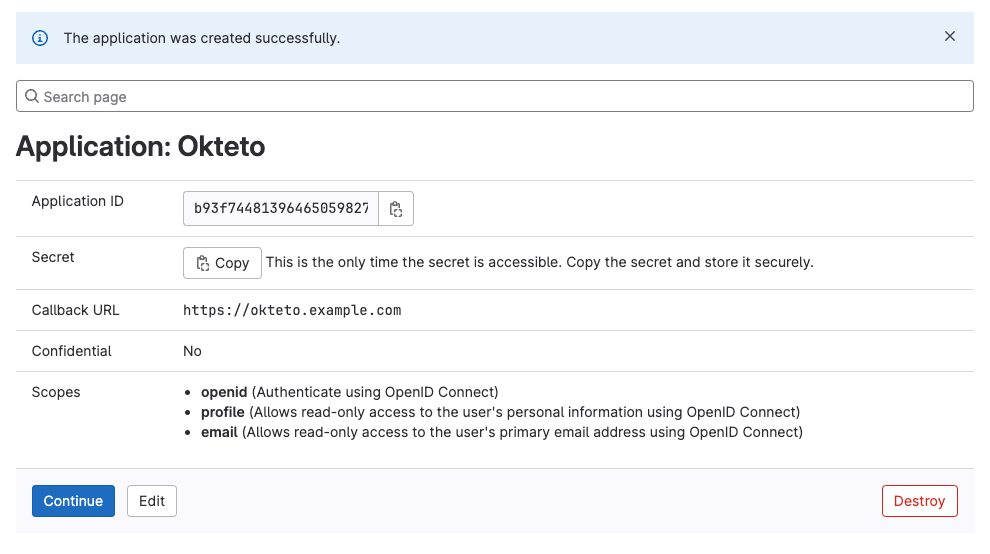 The application was created successfully.
Search page
Application: Okteto
Application ID
b93f74481396465059827
Secret
Copy This is the only time the secret is accessible. Copy the secret and store it securely.
Callback URL
https://okteto.example.com
Confidential
No
Scopes
• openid (Authenticate using OpenID Connect)
• profile (Allows read-only access to the user's personal information using OpenID Connect)
• email (Allows read-only access to the user's primary email address using OpenID Connect)
Continue Edit Destroy